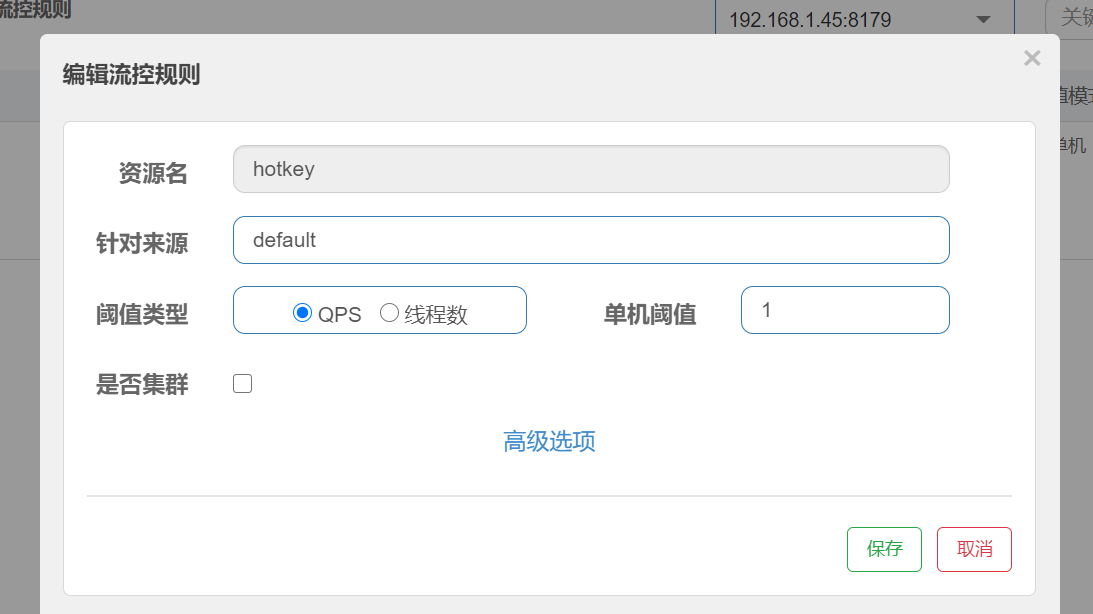 流控规则
192.168.1.45:8179
关键
编辑流控规则
×
值模式
资源名
hotkey
单机
针对来源
default
阈值类型
QPS 线程数
单机阈值
1
是否集群
高级选项
保存
取消